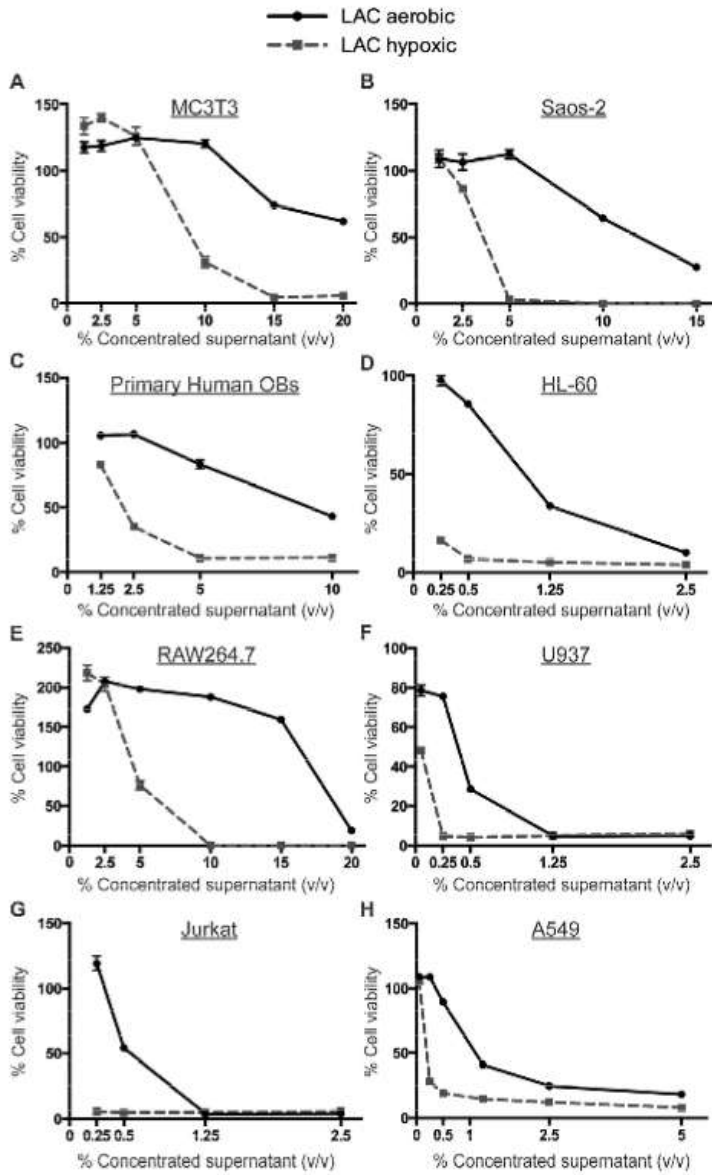 LAC aerobic
LAC hypoxic
A
MC3T3
% Cell viability
150
100
50
0
0 2.5 5 10 15 20
% Concentrated supernatant (v/v)
B
Saos-2
% Cell viability
150
100
50
0
0 2.5 5 10 15
% Concentrated supernatant (v/v)
C
Primary Human OBs
% Cell viability
150
100
50
0
0 1.25 2.5 5 10
% Concentrated supernatant (v/v)
D
HL-60
% Cell viability
100
50
0
0 0.25 0.5 1.25 2.5
% Concentrated supernatant (v/v)
E
RAW264.7
% Cell viability
250
200
150
100
50
0
0 2.5 5 10 15 20
% Concentrated supernatant (v/v)
F
U937
% Cell viability
100
80
60
40
20
0
0 0.25 0.5 1.25 2.5
% Concentrated supernatant (v/v)
G
Jurkat
% Cell viability
150
100
50
0
0 0.25 0.5 1.25 2.5
% Concentrated supernatant (v/v)
H
A549
% Cell viability
150
100
50
0
0 0.5 1 2.5 5
% Concentrated supernatant (v/v)